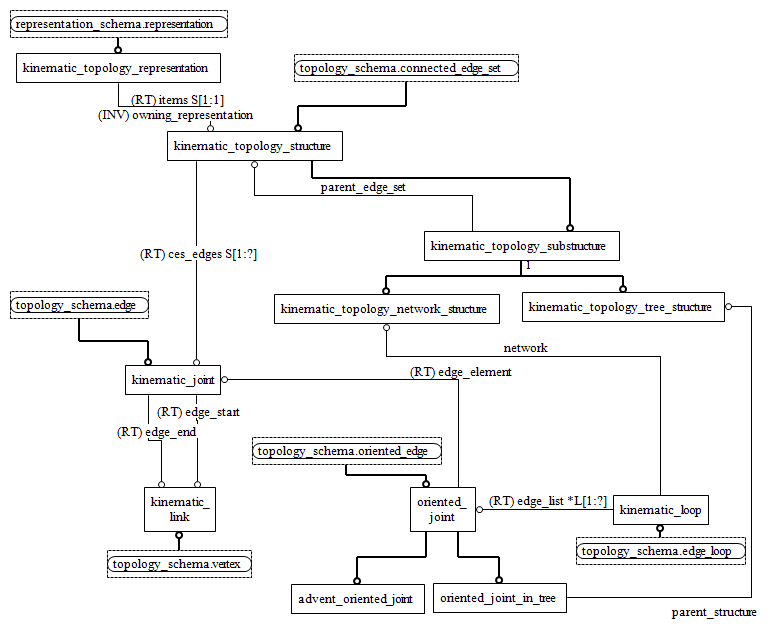 representation_schema.representation
kinematic_topology_representation
topology_schema.connected_edge_set
(RT) items S[1:1]
(INV) owning_representation
kinematic_topology_structure
parent_edge_set
kinematic_topology_substructure
(RT) ces_edges S[1:?]
1
topology_schema.edge
kinematic_topology_network_structure
kinematic_topology_tree_structure
network
kinematic_joint
(RT) edge_element
(RT) edge_start
(RT) edge_end
topology_schema.oriented_edge
kinematic_
link
oriented_
joint
(RT) edge_list *L[1:?]
kinematic_loop
topology_schema.vertex
topology_schema.edge_loop
advent_oriented_joint
oriented_joint_in_tree
parent_structure